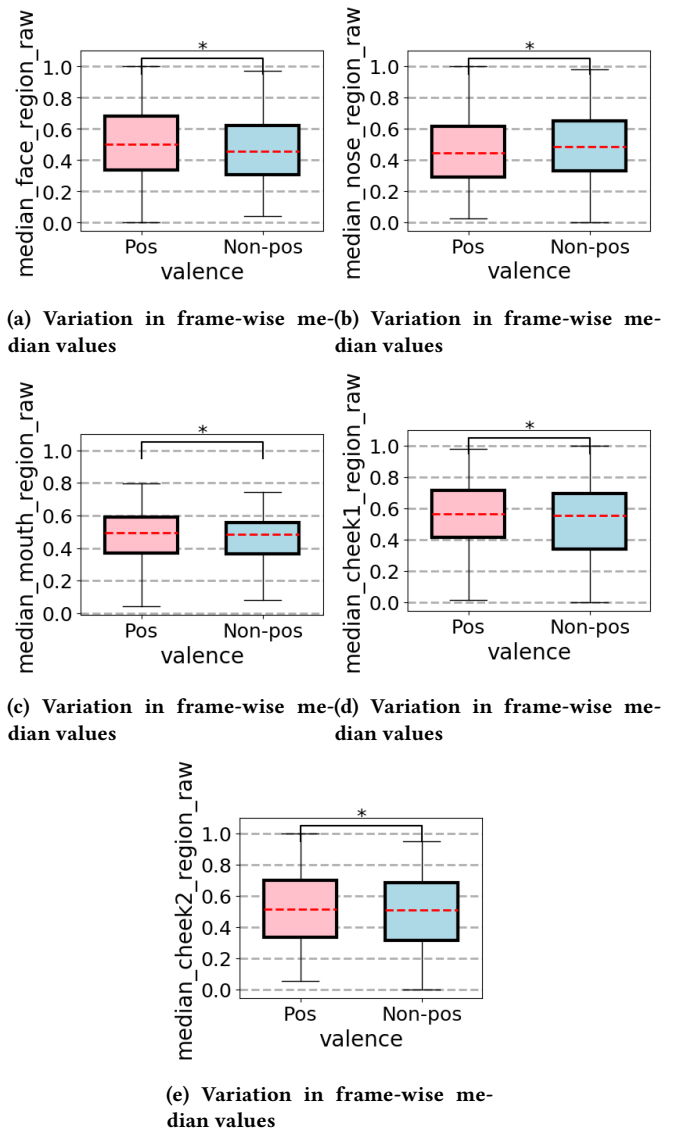 *
median_face_region_raw
1.0
0.8
0.6
0.4
0.2
0.0
Pos Non-pos
valence
(a) Variation in frame-wise me-
dian values
*
median_nose_region_raw
1.0
0.8
0.6
0.4
0.2
0.0
Pos Non-pos
valence
(b) Variation in frame-wise me-
dian values
*
median_mouth_region_raw
1.0
0.8
0.6
0.4
0.2
0.0
Pos Non-pos
valence
(c) Variation in frame-wise me-
dian values
*
median_cheek1_region_raw
1.0
0.8
0.6
0.4
0.2
0.0
Pos Non-pos
valence
(d) Variation in frame-wise me-
dian values
*
median_cheek2_region_raw
1.0
0.8
0.6
0.4
0.2
0.0
Pos Non-pos
valence
(e) Variation in frame-wise me-
dian values